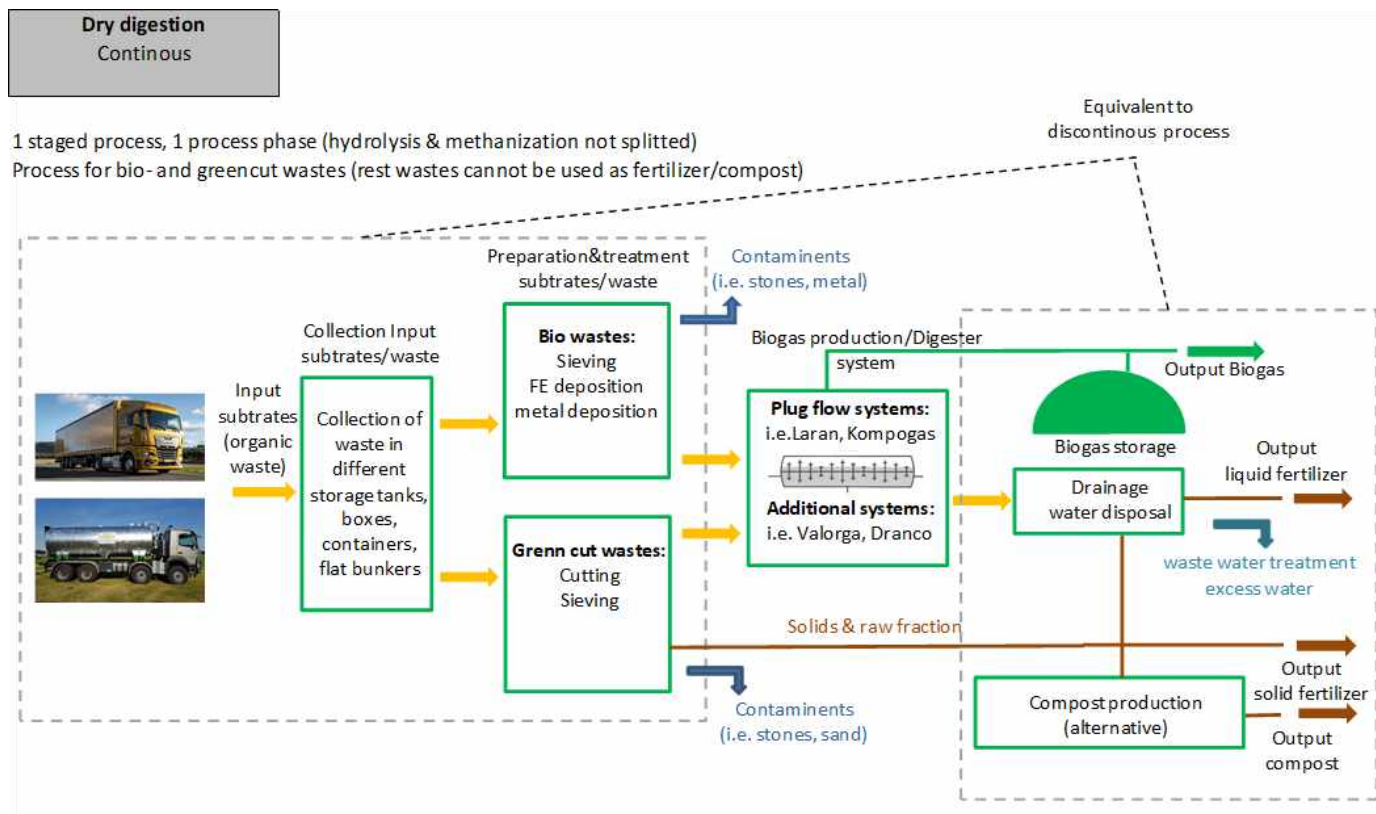 Dry digestion
Continous
1 staged process, 1 process phase (hydrolysis & methanization not splitted)
Process for bio- and greencut wastes (rest wastes cannot be used as fertilizer/compost)
Equivalent to
discontinous process
Input
subtrates
(organic
waste)
Collection Input
subtrates/waste
Collection of
waste in
different
storage tanks,
boxes,
containers,
flat bunkers
Preparation&treatment
subtrates/waste
Bio wastes:
Sieving
FE deposition
metal deposition
Contaminents
(i.e. stones, metal)
Grenn cut wastes:
Cutting
Sieving
Contaminents
(i.e. stones, sand)
Biogas production/Digester
system
Plug flow systems:
i.e.Laran, Kompogas
Additional systems:
i.e. Valorga, Dranco
Solids & raw fraction
Output Biogas
Biogas storage
Drainage
water disposal
Output
liquid fertilizer
waste water treatment
excess water
Output
solid fertilizer
Compost production
(alternative)
Output
compost